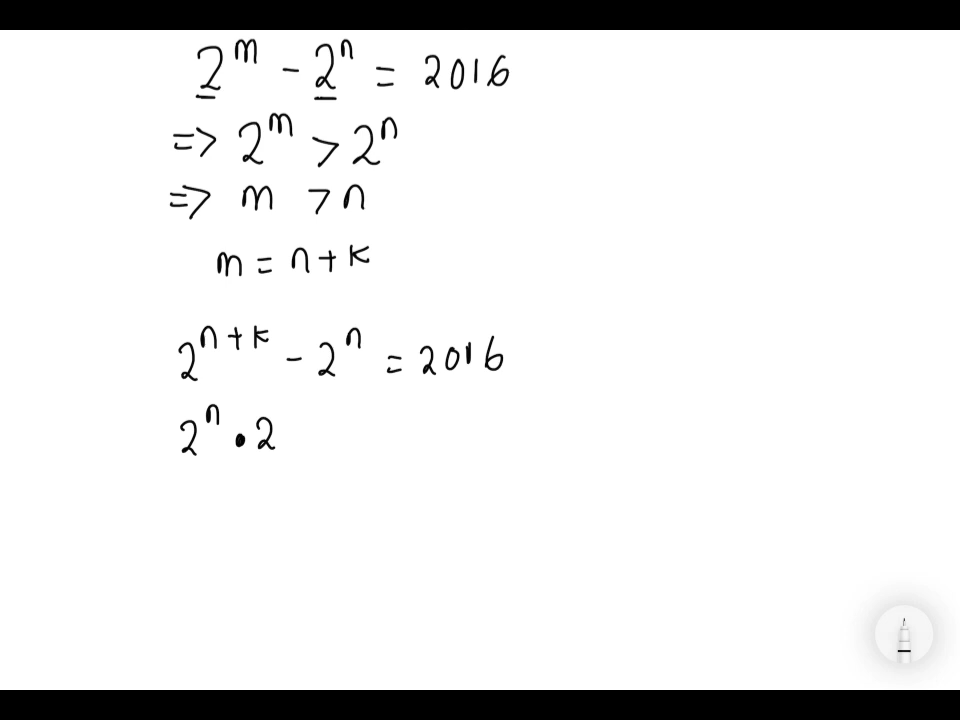 2^m - 2^n = 2016
=> 2^m > 2^n
=> m > n
m = n + k
2^{n+k} - 2^n = 2016
2^n • 2